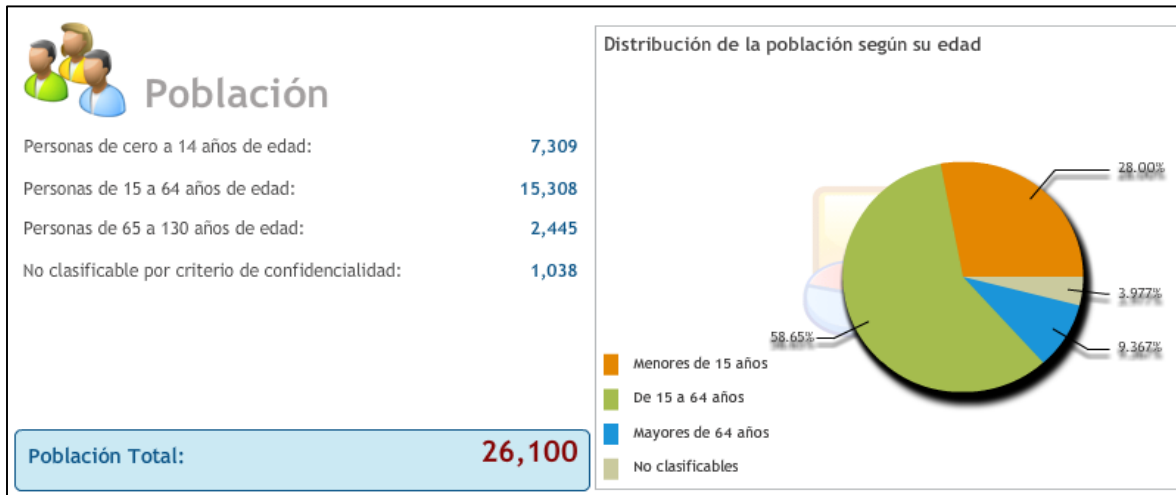 Población
Personas de cero a 14 años de edad: 7,309
Personas de 15 a 64 años de edad: 15,308
Personas de 65 a 130 años de edad: 2,445
No clasificable por criterio de confidencialidad: 1,038
Población Total: 26,100
Distribución de la población según su edad
28.00%
3.977%
9.367%
58.65%
Menores de 15 años
De 15 a 64 años
Mayores de 64 años
No clasificables